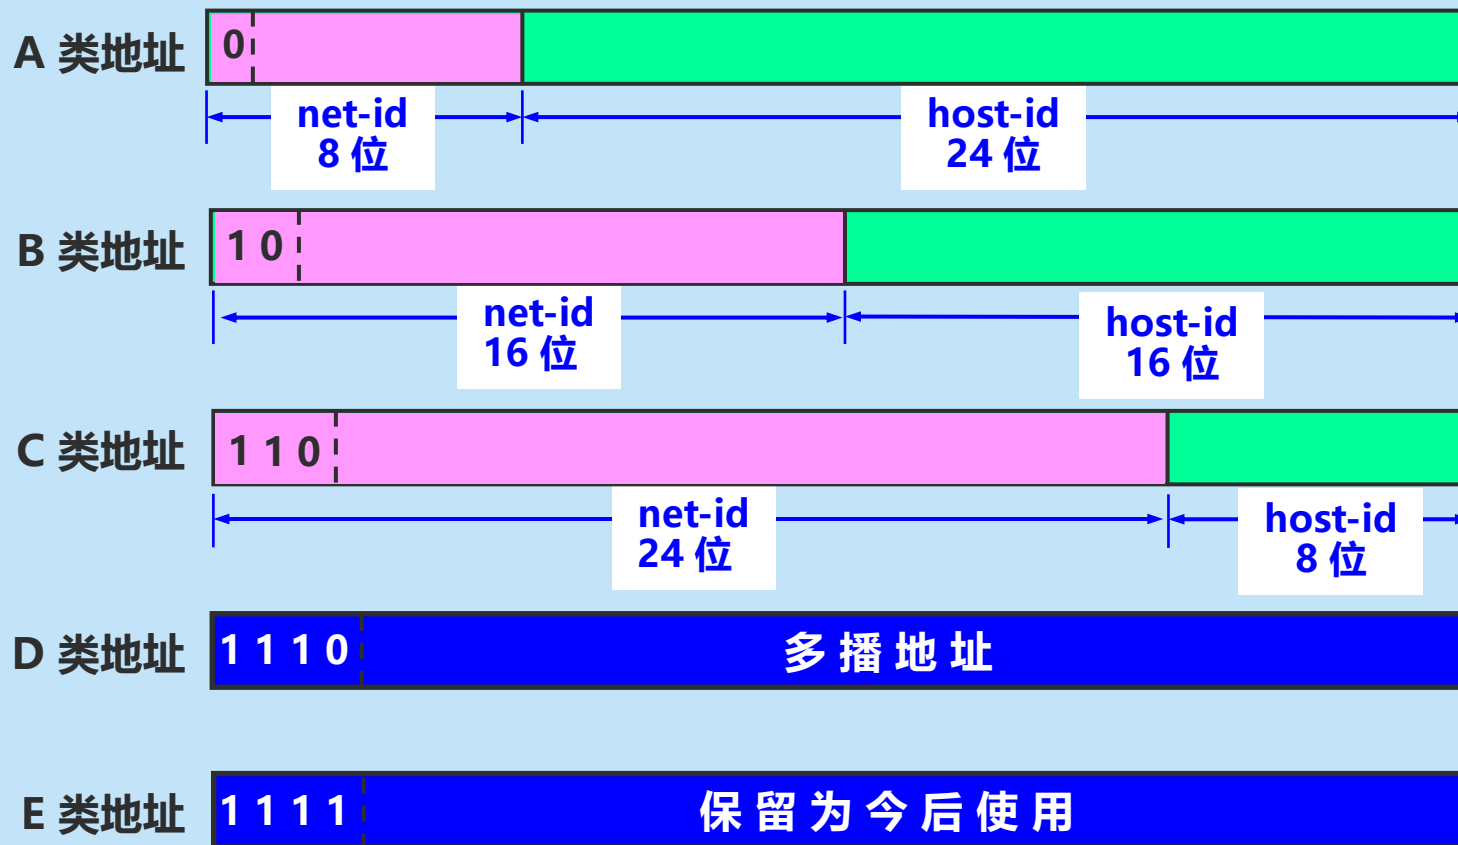 A 类地址
0
net-id
8 位
host-id
24 位
B 类地址
1 0
net-id
16 位
host-id
16 位
C 类地址
1 1 0
net-id
24 位
host-id
8 位
D 类地址
1 1 1 0
多播地址
E 类地址
1 1 1 1
保留为今后使用